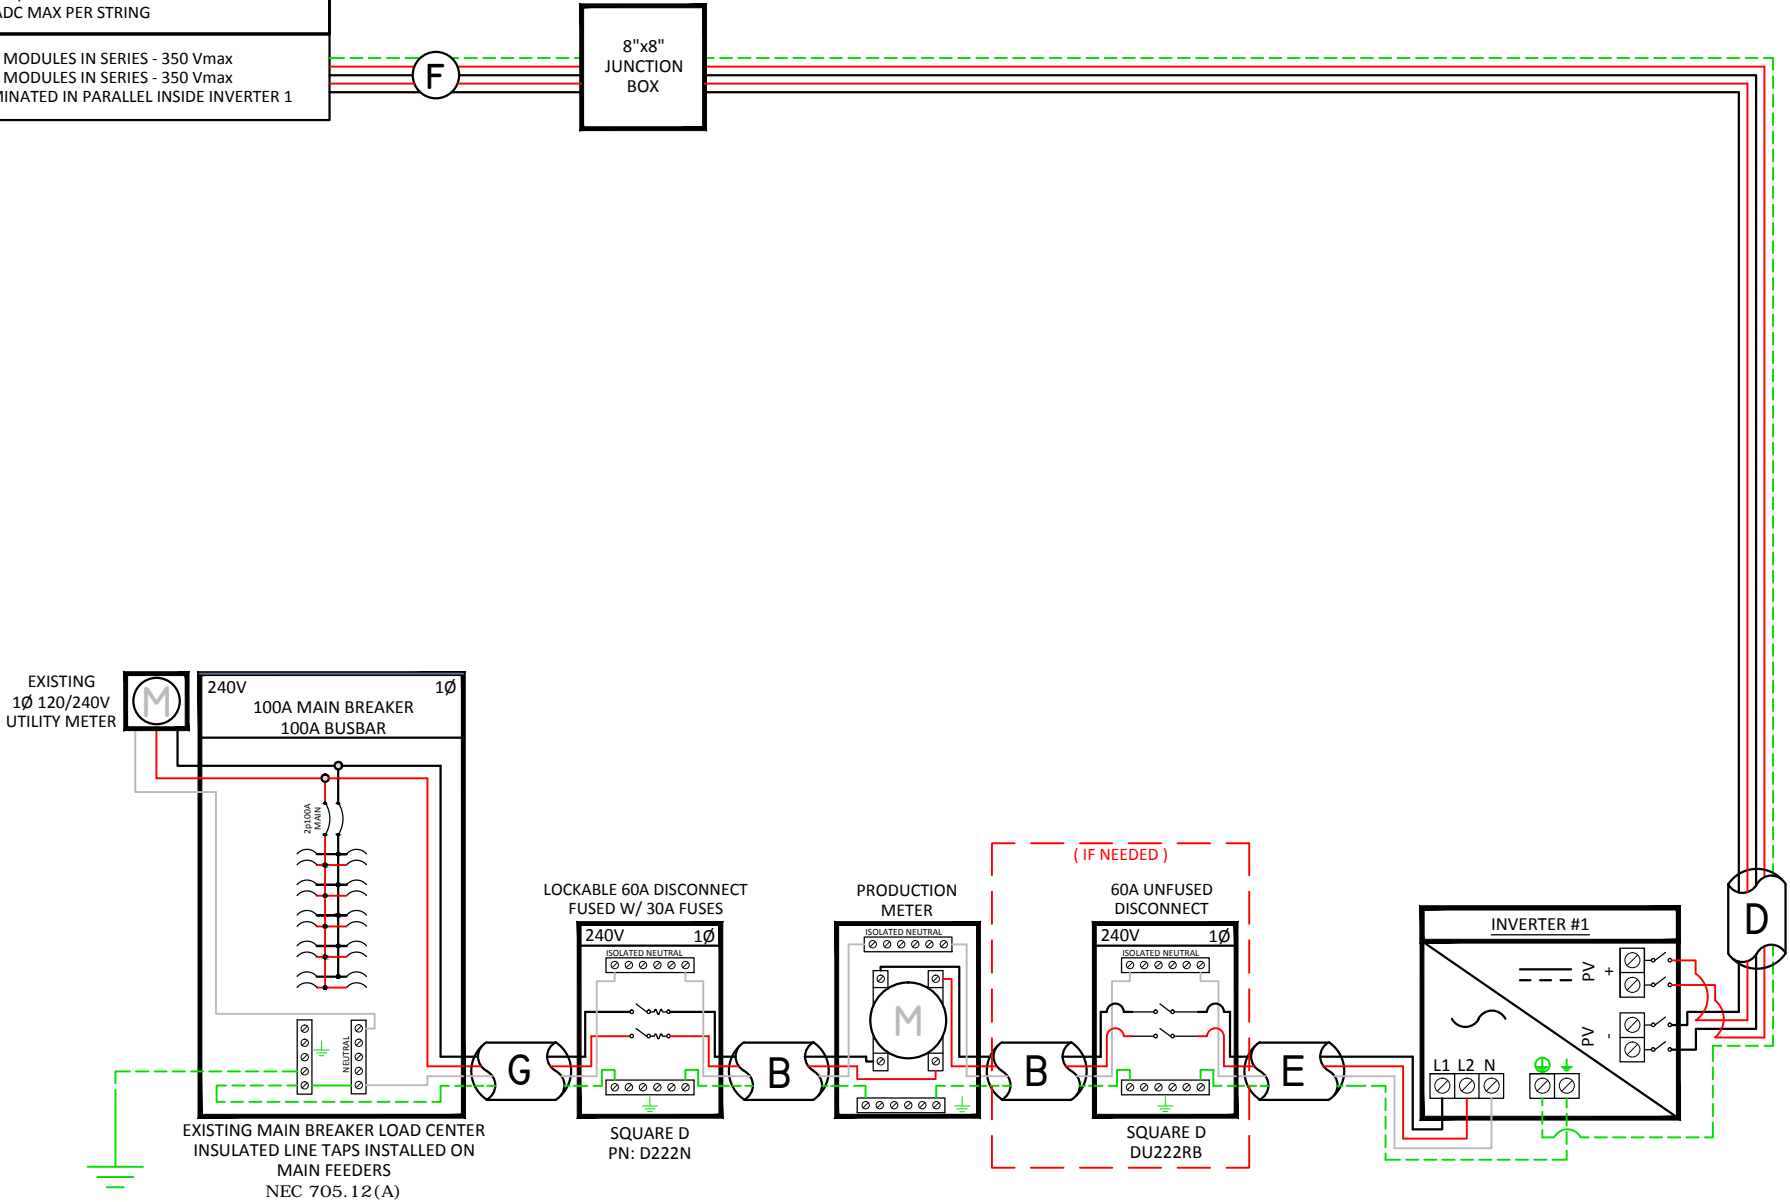 ADC MAX PER STRING
MODULES IN SERIES - 350 Vmax
MODULES IN SERIES - 350 Vmax
MINATED IN PARALLEL INSIDE INVERTER 1
F
8"x8"
JUNCTION
BOX
D
EXISTING
1Ø 120/240V
UTILITY METER
M
240V 1Ø
100A MAIN BREAKER
100A BUSBAR
2p100A
MAIN
NEUTRAL
EXISTING MAIN BREAKER LOAD CENTER
INSULATED LINE TAPS INSTALLED ON
MAIN FEEDERS
NEC 705.12(A)
G
LOCKABLE 60A DISCONNECT
FUSED W/ 30A FUSES
240V 1Ø
ISOLATED NEUTRAL
SQUARE D
PN: D222N
B
PRODUCTION
METER
ISOLATED NEUTRAL
M
B
( IF NEEDED )
60A UNFUSED
DISCONNECT
240V 1Ø
ISOLATED NEUTRAL
SQUARE D
DU222RB
E
INVERTER #1
PV +
PV -
L1 L2 N